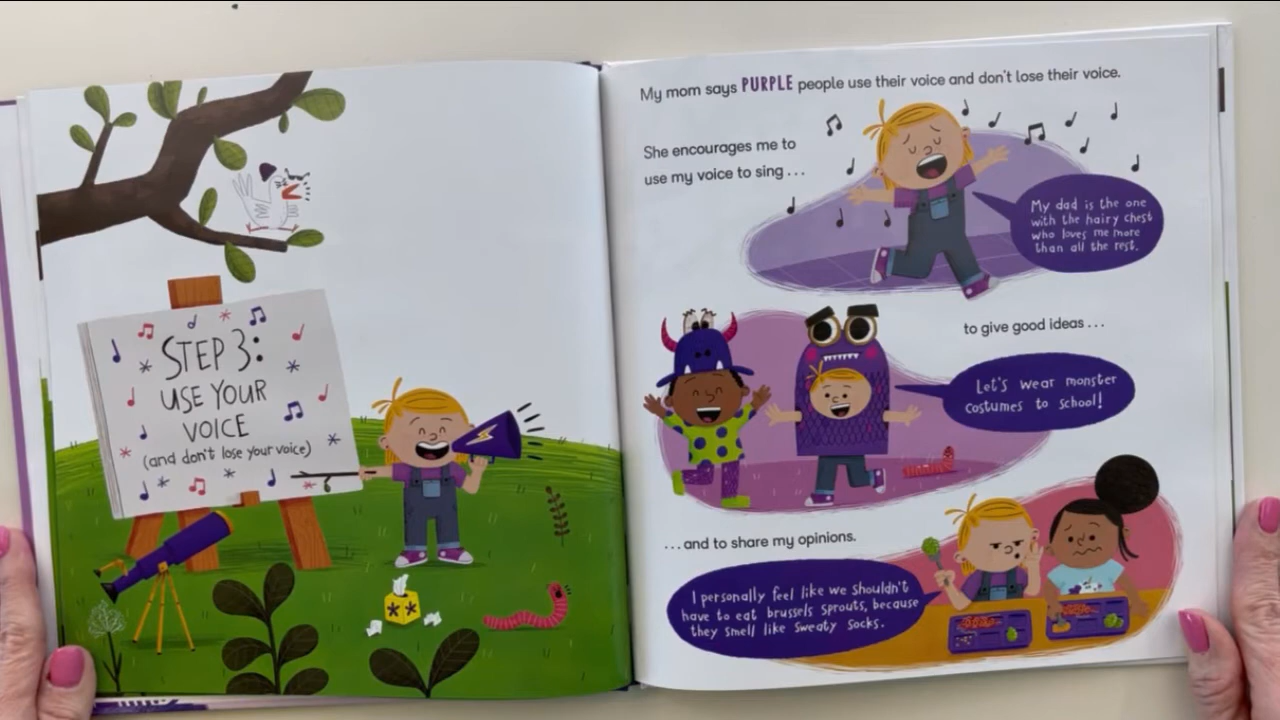 STEP 3:
USE YOUR
VOICE
(and don't lose your voice)
My mom says PURPLE people use their voice and don't lose their voice.
She encourages me to
use my voice to sing...
My dad is the one
with the hairy chest
who loves me more
than all the rest.
to give good ideas...
Let's wear monster
costumes to school!
...and to share my opinions.
I personally feel like we shouldn't
have to eat brussels sprouts, because
they smell like sweaty socks.